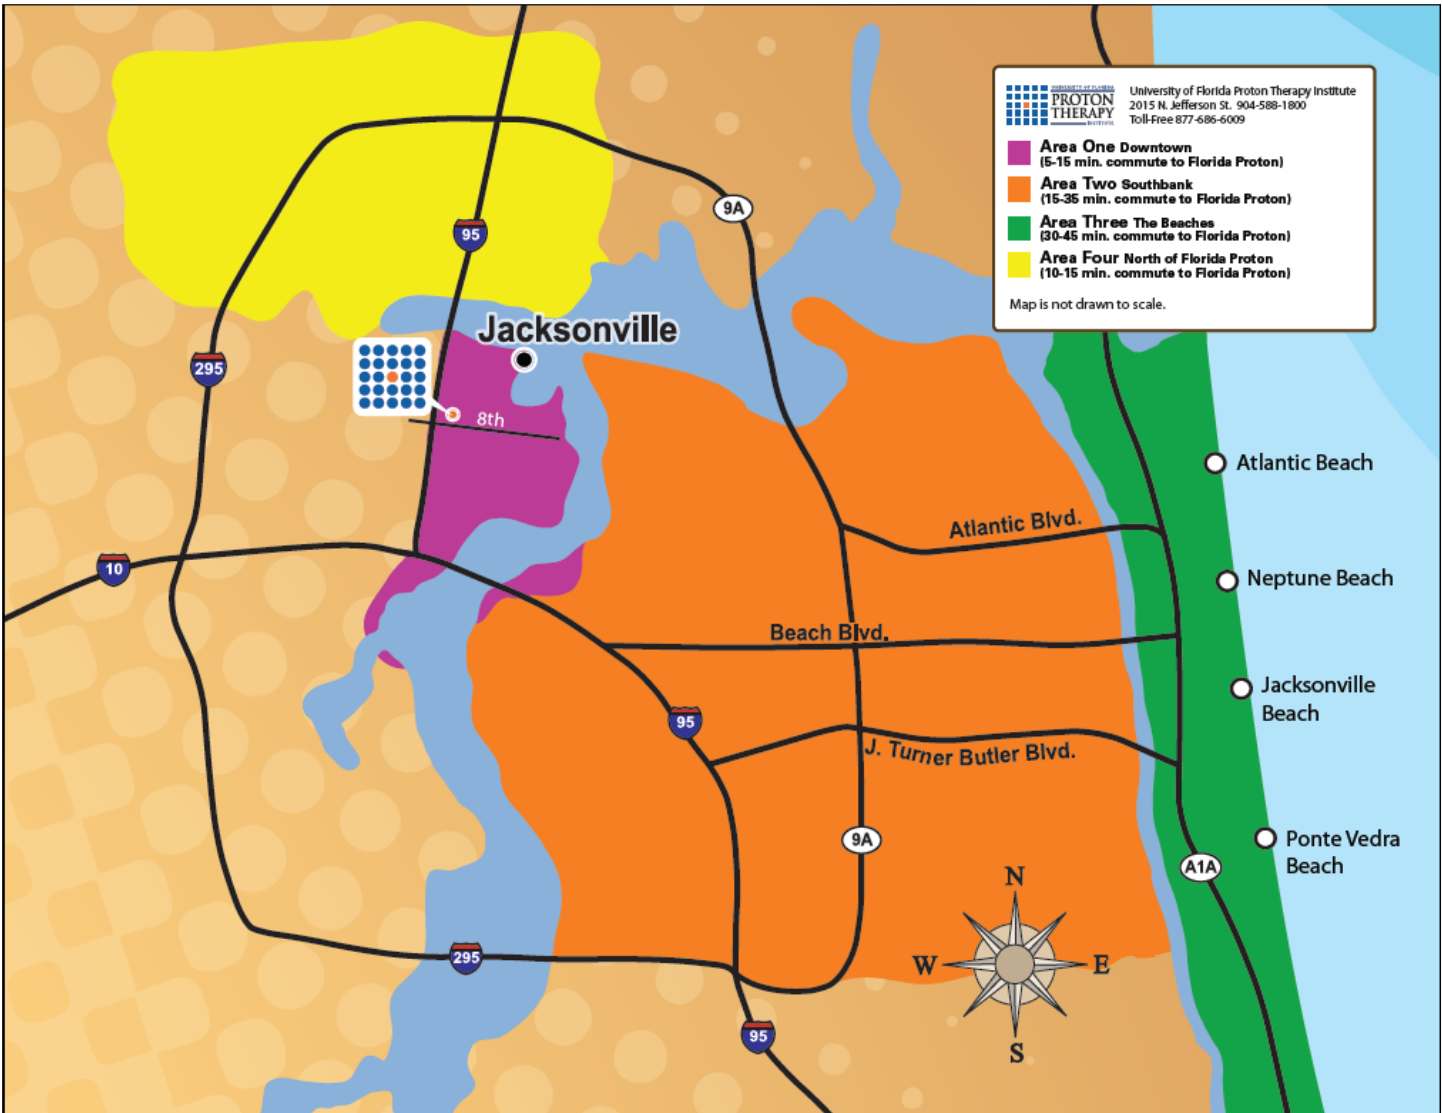 UNIVERSITY OF FLORIDA
PROTON
THERAPY
INSTITUTE
University of Florida Proton Therapy Institute
2015 N. Jefferson St. 904-588-1800
Toll-Free 877-686-6009
Area One Downtown
(5-15 min. commute to Florida Proton)
Area Two Southbank
(15-35 min. commute to Florida Proton)
Area Three The Beaches
(30-45 min. commute to Florida Proton)
Area Four North of Florida Proton
(10-15 min. commute to Florida Proton)
Map is not drawn to scale.
9A
95
Jacksonville
295
8th
Atlantic Beach
Atlantic Blvd.
10
Neptune Beach
Beach Blvd.
Jacksonville
Beach
95
J. Turner Butler Blvd.
9A
Ponte Vedra
Beach
A1A
N
W
E
S
295
95